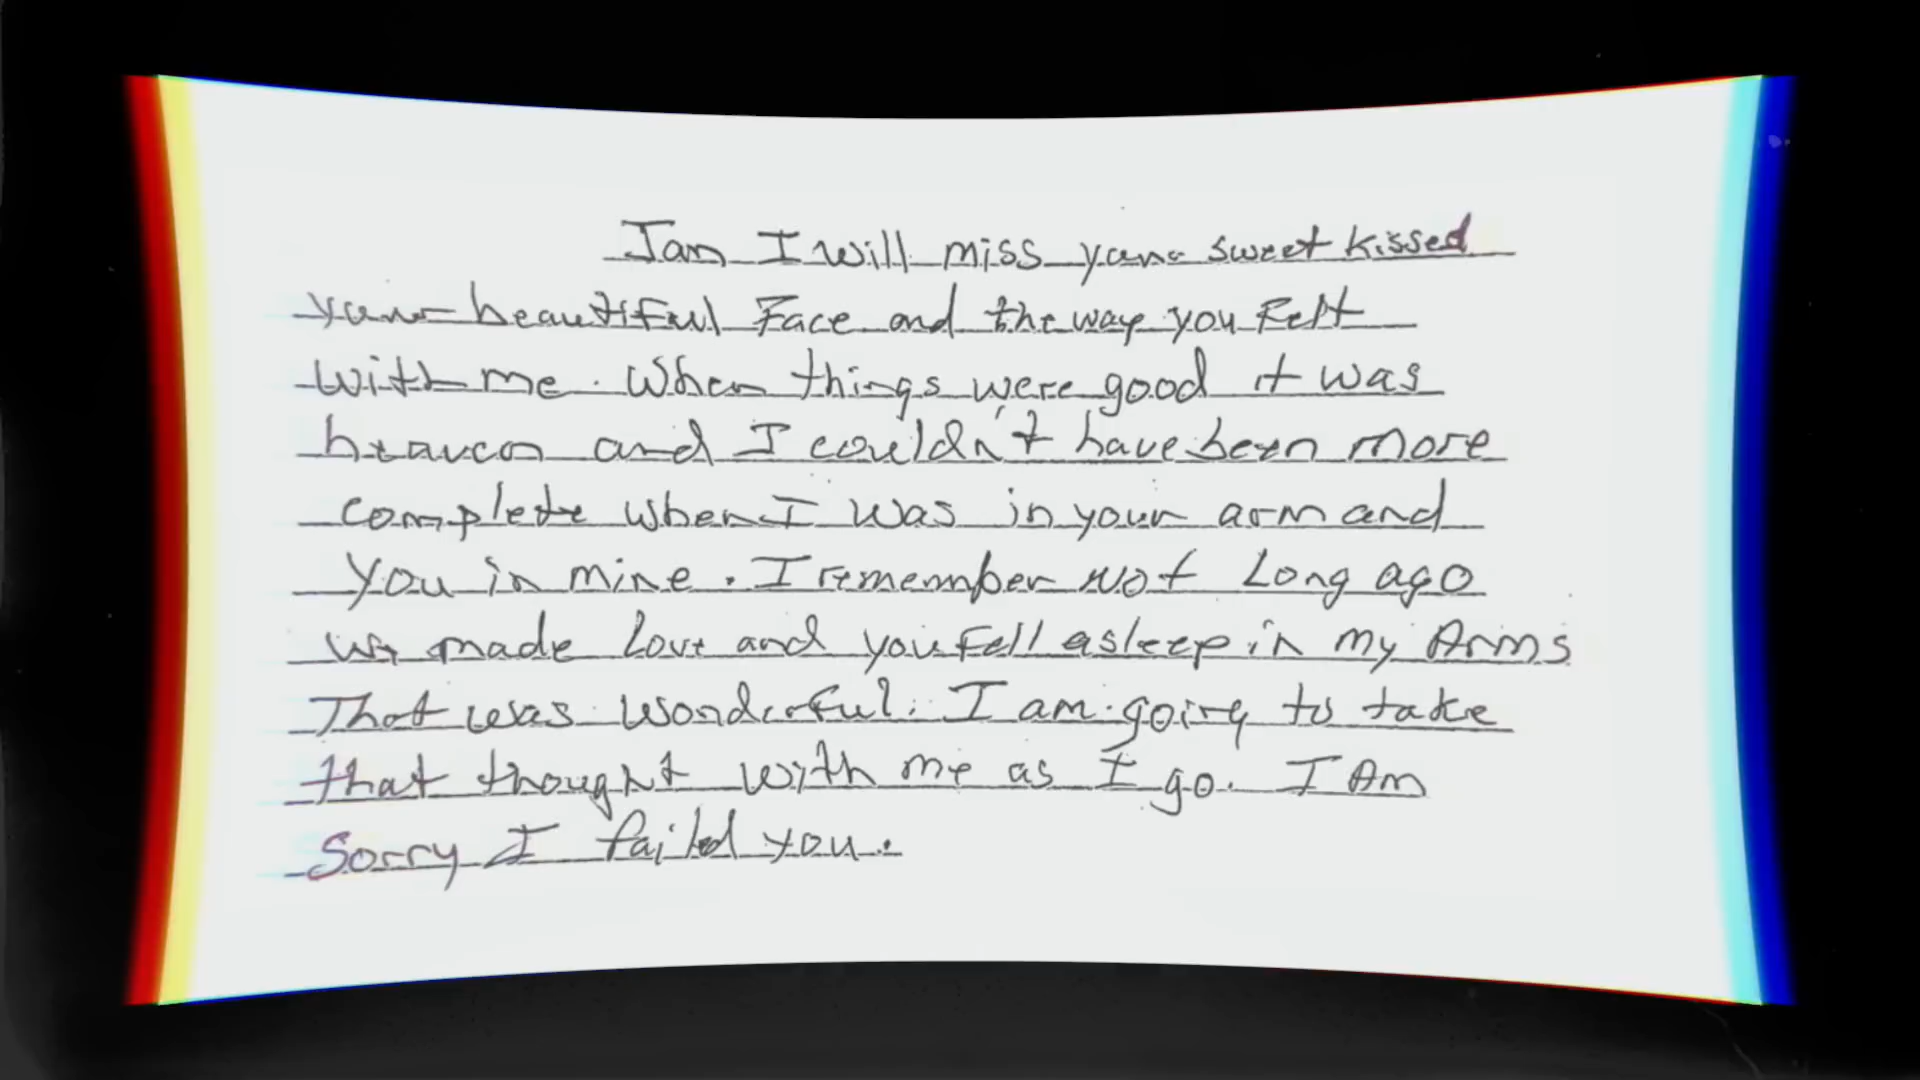 Jan I will miss your sweet kissed
your beautiful Face and the way you Felt
with me. When things were good it was
heaven and I couldn't have been more
complete when I was in your arm and
You in mine. I remember Not Long ago
we made Love and you Fell asleep in my Arms
That was wonderful. I am going to take
that thought with me as I go. I Am
Sorry I failed you.